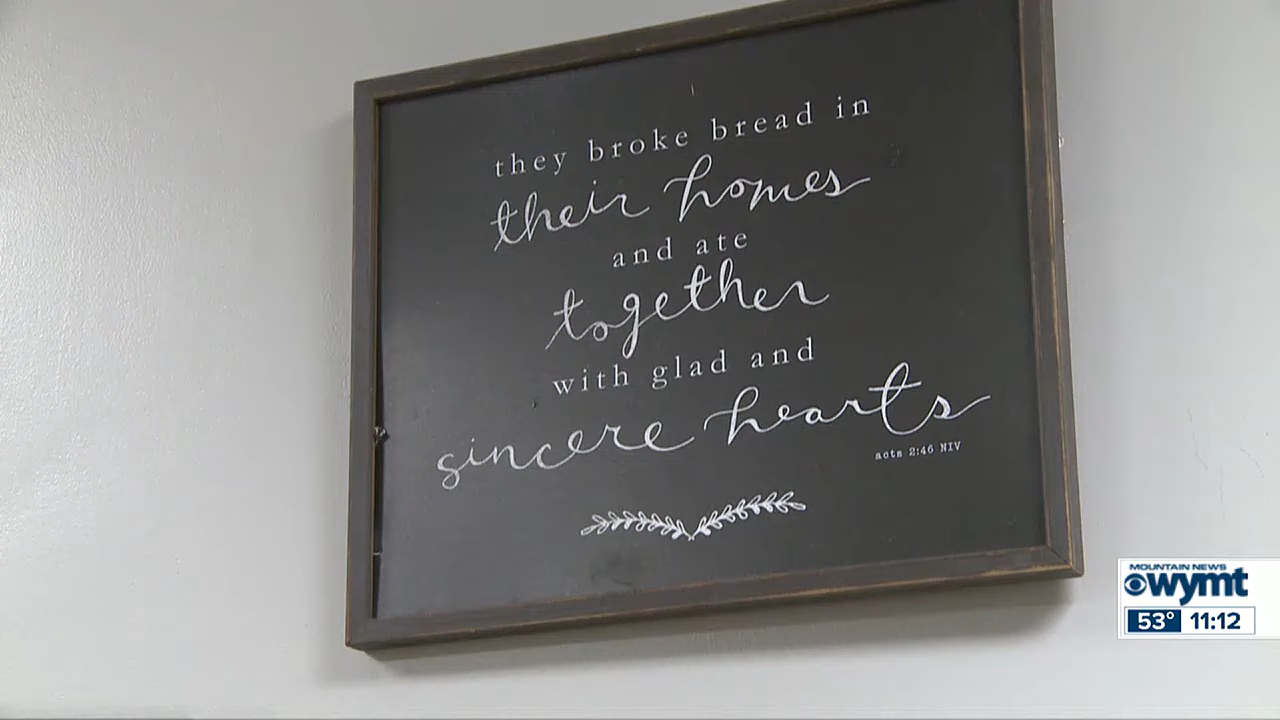 they broke bread in
their homes
and ate
together
with glad and
sincere hearts
acts 2:46 NIV
MOUNTAIN NEWS
wymt
53° 11:12